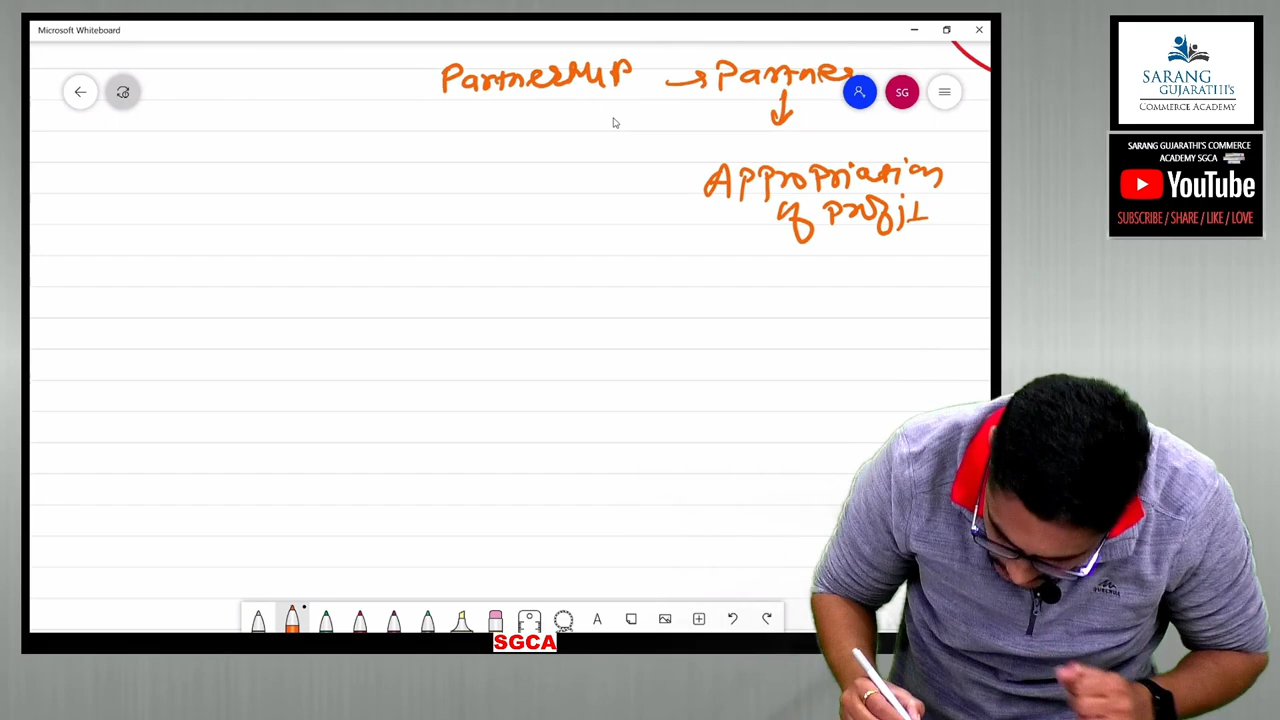 Microsoft Whiteboard
Partnership → Partner
SG
Appropriation
of profit
SARANG
GUJARATHI'S
COMMERCE ACADEMY
SARANG GUJARATHI'S COMMERCE
ACADEMY SGCA
YouTube
SUBSCRIBE / SHARE / LIKE / LOVE
A
SGCA